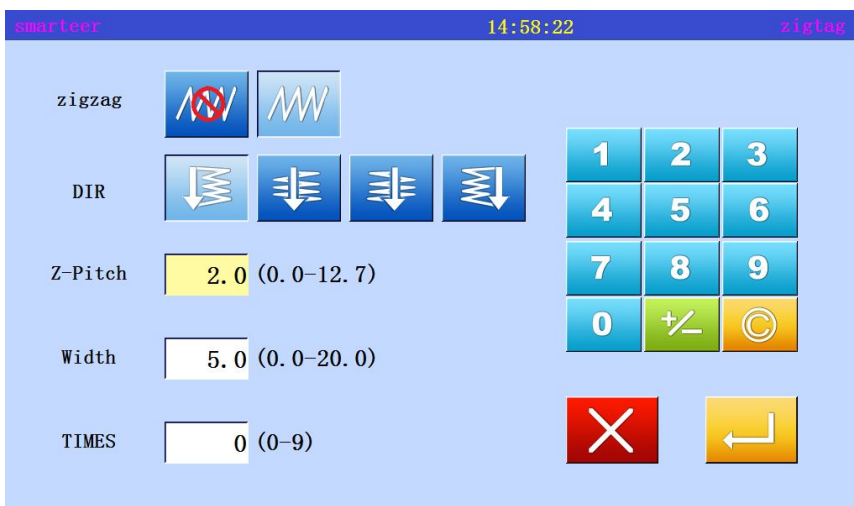 smarteer 14:58:22 zigtag
zigzag
DIR
Z-Pitch 2.0 (0.0-12.7)
Width 5.0 (0.0-20.0)
TIMES 0 (0-9)
1 2 3
4 5 6
7 8 9
0 +/- ©